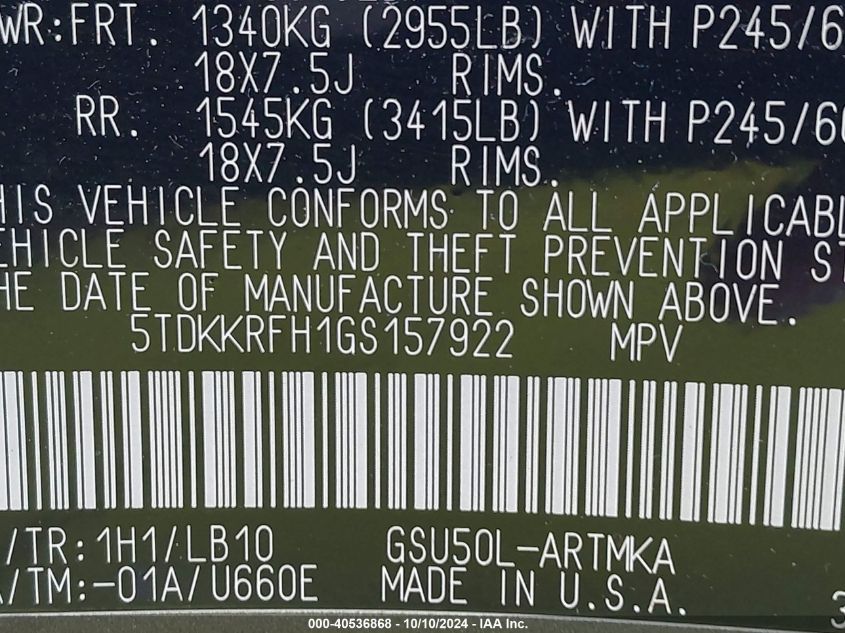 WR:FRT. 1340KG (2955LB) WITH P245/6
18X7.5J RIMS.
RR. 1545KG (3415LB) WITH P245/60
18X7.5J RIMS.
HIS VEHICLE CONFORMS TO ALL APPLICABL
EHICLE SAFETY AND THEFT PREVENTION ST
HE DATE OF MANUFACTURE SHOWN ABOVE.
5TDKKRFH1GS157922 MPV
/TR:1H1/LB10 GSU50L-ARTMKA
A/TM:-01A/U660E MADE IN U.S.A.
000-40536868 - 10/10/2024 - IAA Inc.